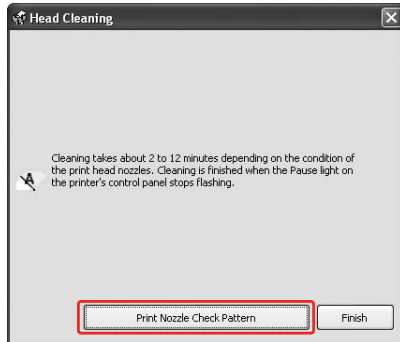 Head Cleaning
Cleaning takes about 2 to 12 minutes depending on the condition of
the print head nozzles. Cleaning is finished when the Pause light on
the printer's control panel stops flashing.
Print Nozzle Check Pattern
Finish